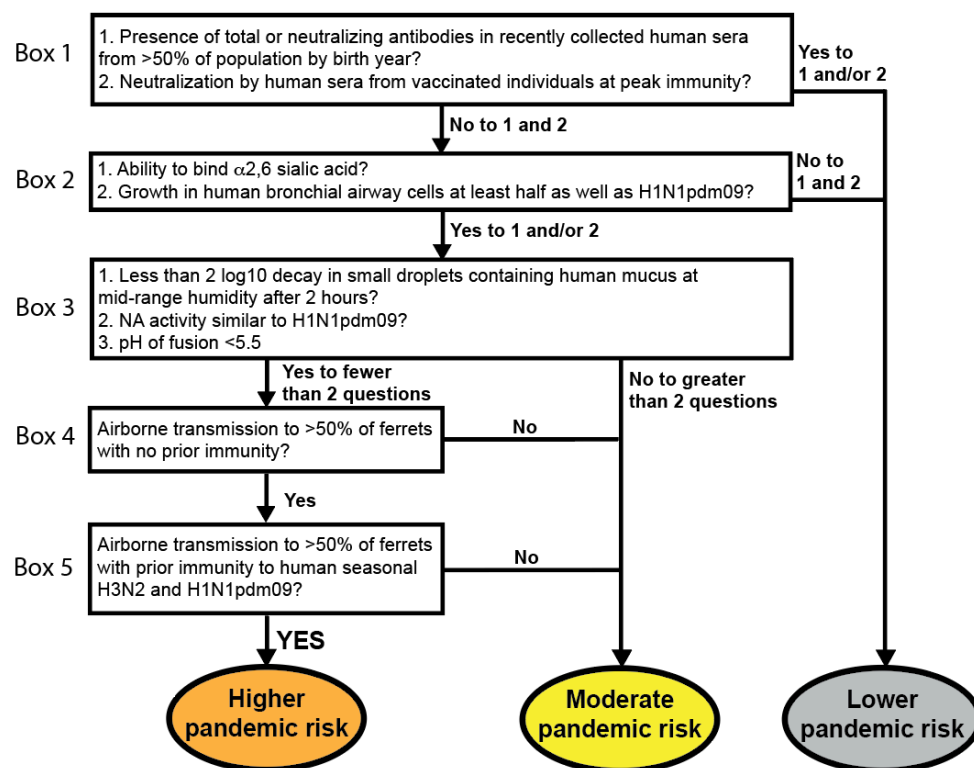 Box 1
1. Presence of total or neutralizing antibodies in recently collected human sera
from >50% of population by birth year?
2. Neutralization by human sera from vaccinated individuals at peak immunity?
Yes to
1 and/or 2
No to 1 and 2
Box 2
1. Ability to bind α2,6 sialic acid?
2. Growth in human bronchial airway cells at least half as well as H1N1pdm09?
No to
1 and 2
Yes to 1 and/or 2
Box 3
1. Less than 2 log10 decay in small droplets containing human mucus at
mid-range humidity after 2 hours?
2. NA activity similar to H1N1pdm09?
3. pH of fusion <5.5
Yes to fewer
than 2 questions
No to greater
than 2 questions
Box 4
Airborne transmission to >50% of ferrets
with no prior immunity?
No
Yes
Box 5
Airborne transmission to >50% of ferrets
with prior immunity to human seasonal
H3N2 and H1N1pdm09?
No
YES
Higher
pandemic risk
Moderate
pandemic risk
Lower
pandemic risk